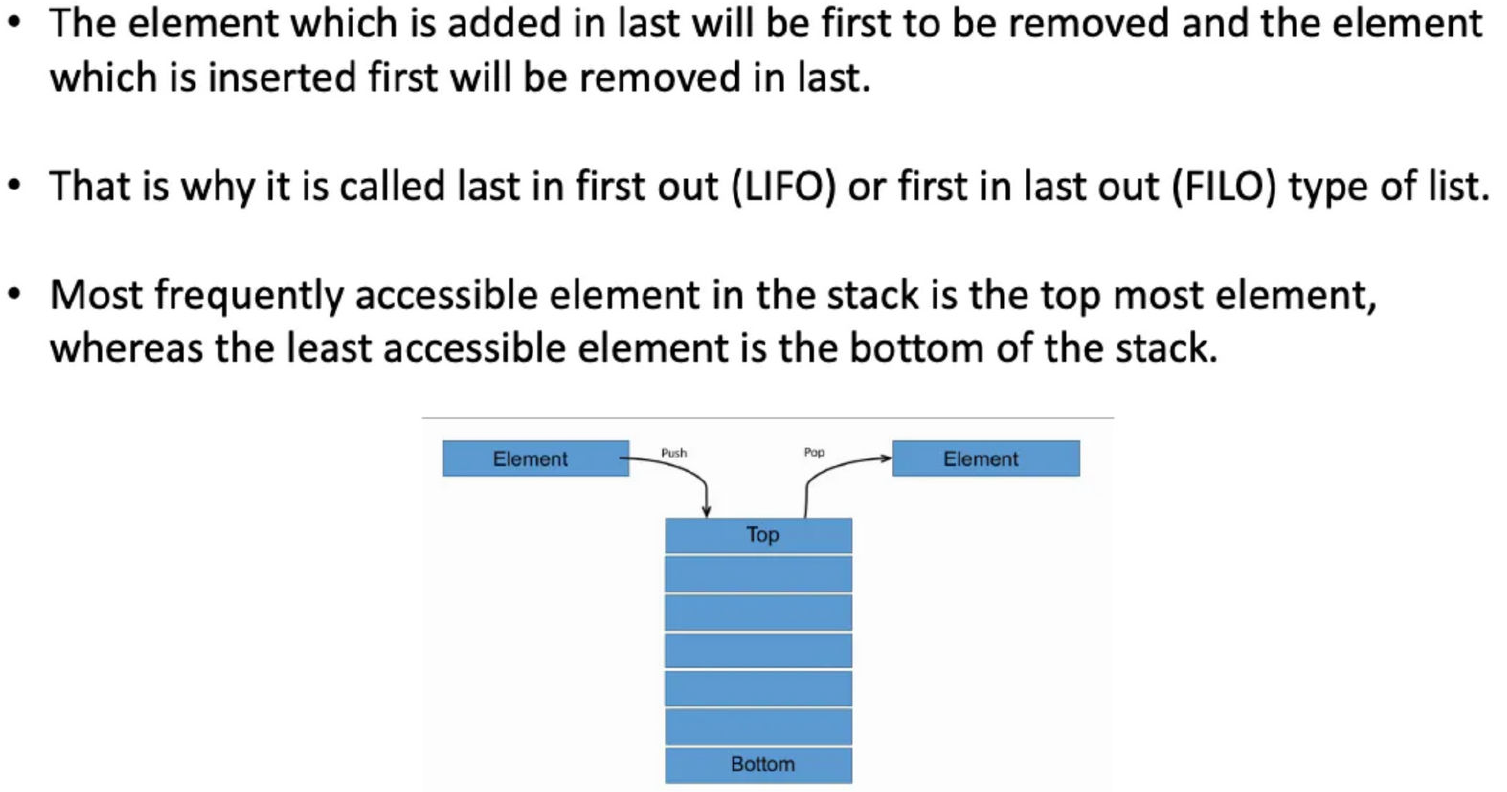 • The element which is added in last will be first to be removed and the element
which is inserted first will be removed in last.
• That is why it is called last in first out (LIFO) or first in last out (FILO) type of list.
• Most frequently accessible element in the stack is the top most element,
whereas the least accessible element is the bottom of the stack.
Element Push Pop Element
Top
Bottom